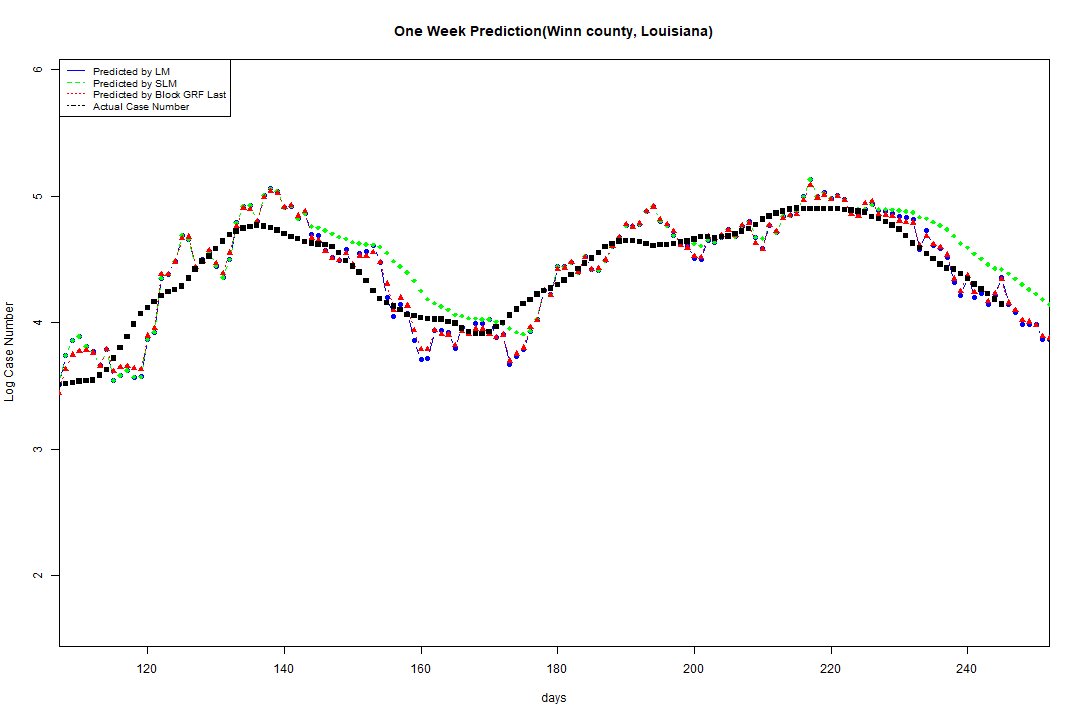 One Week Prediction(Winn county, Louisiana)
Predicted by LM
Predicted by SLM
Predicted by Block GRF Last
Actual Case Number
6
5
4
3
2
Log Case Number
120 140 160 180 200 220 240
days